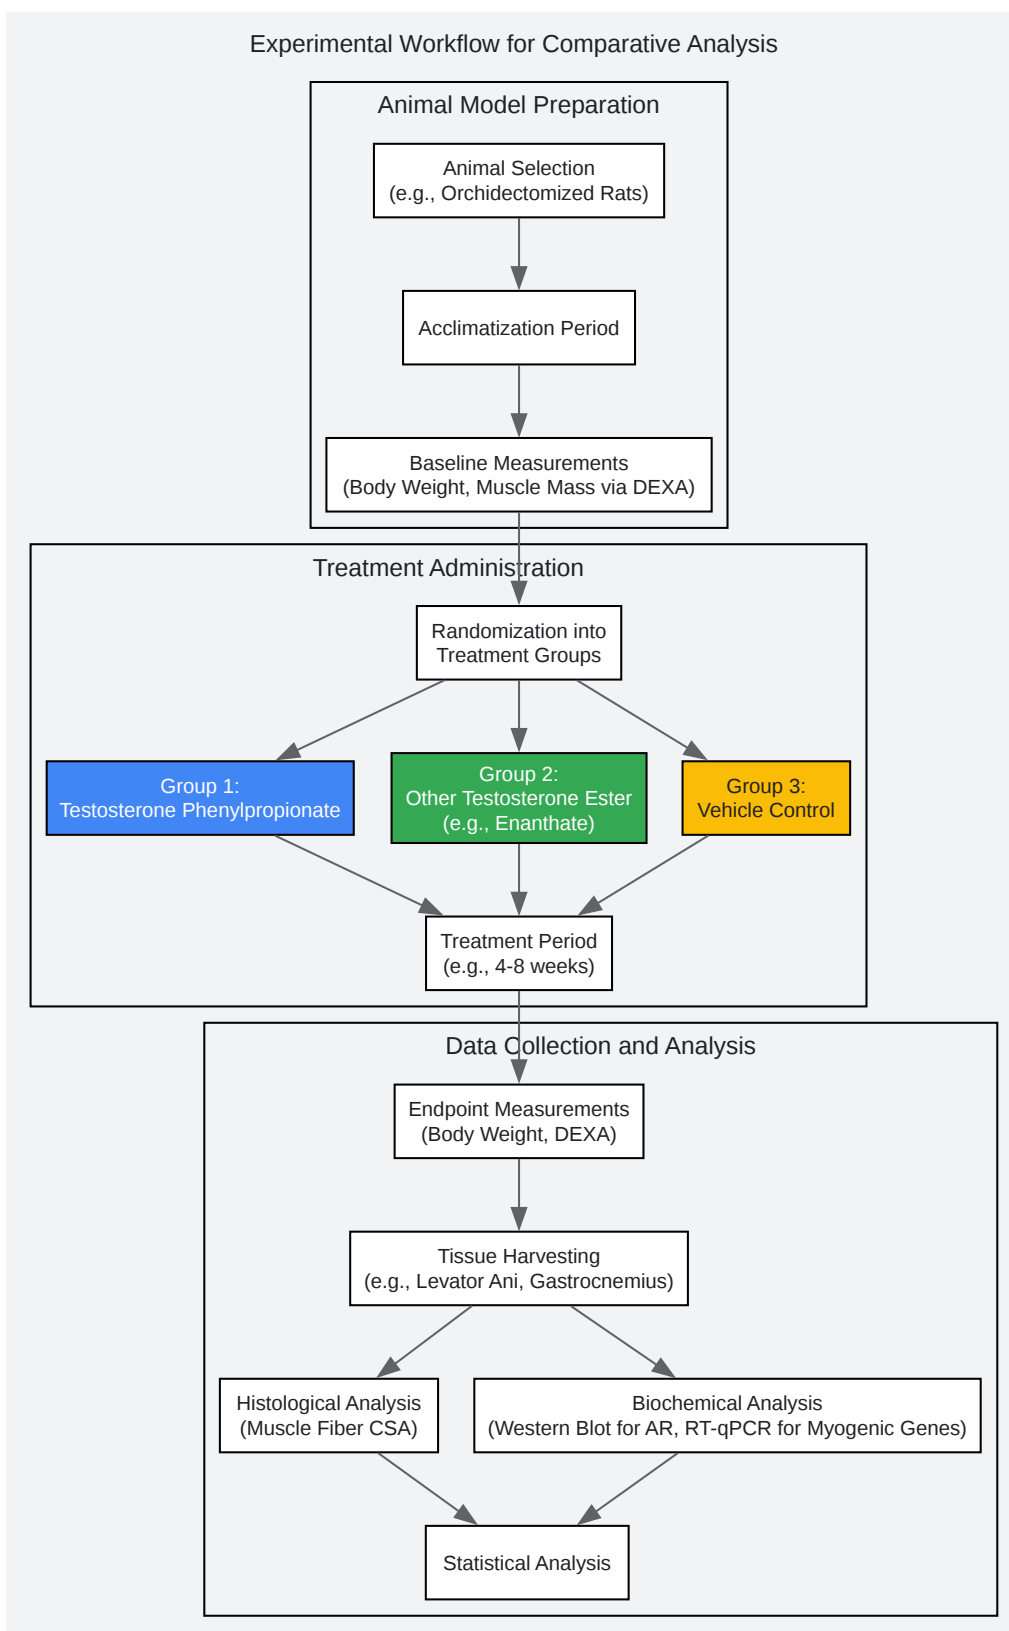 Experimental Workflow for Comparative Analysis
Animal Model Preparation
Animal Selection
(e.g., Orchidectomized Rats)
Acclimatization Period
Baseline Measurements
(Body Weight, Muscle Mass via DEXA)
Treatment Administration
Randomization into
Treatment Groups
Group 1:
Testosterone Phenylpropionate
Group 2:
Other Testosterone Ester
(e.g., Enanthate)
Group 3:
Vehicle Control
Treatment Period
(e.g., 4-8 weeks)
Data Collection and Analysis
Endpoint Measurements
(Body Weight, DEXA)
Tissue Harvesting
(e.g., Levator Ani, Gastrocnemius)
Histological Analysis
(Muscle Fiber CSA)
Biochemical Analysis
(Western Blot for AR, RT-qPCR for Myogenic Genes)
Statistical Analysis